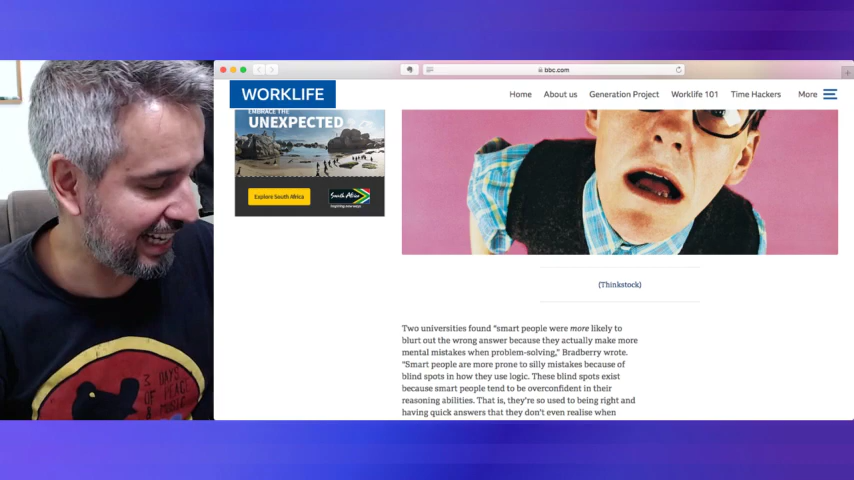 bbc.com
WORKLIFE
Home
About us
Generation Project
Worklife 101
Time Hackers
More
EMBRACE THE
UNEXPECTED
Explore South Africa
South Africa
Inspiring new ways
(Thinkstock)
Two universities found "smart people were more likely to
blurt out the wrong answer because they actually make more
mental mistakes when problem-solving," Bradberry wrote.
"Smart people are more prone to silly mistakes because of
blind spots in how they use logic. These blind spots exist
because smart people tend to be overconfident in their
reasoning abilities. That is, they're so used to being right and
having quick answers that they don't even realise when
3 DAYS
OF PEACE
& MUSIC